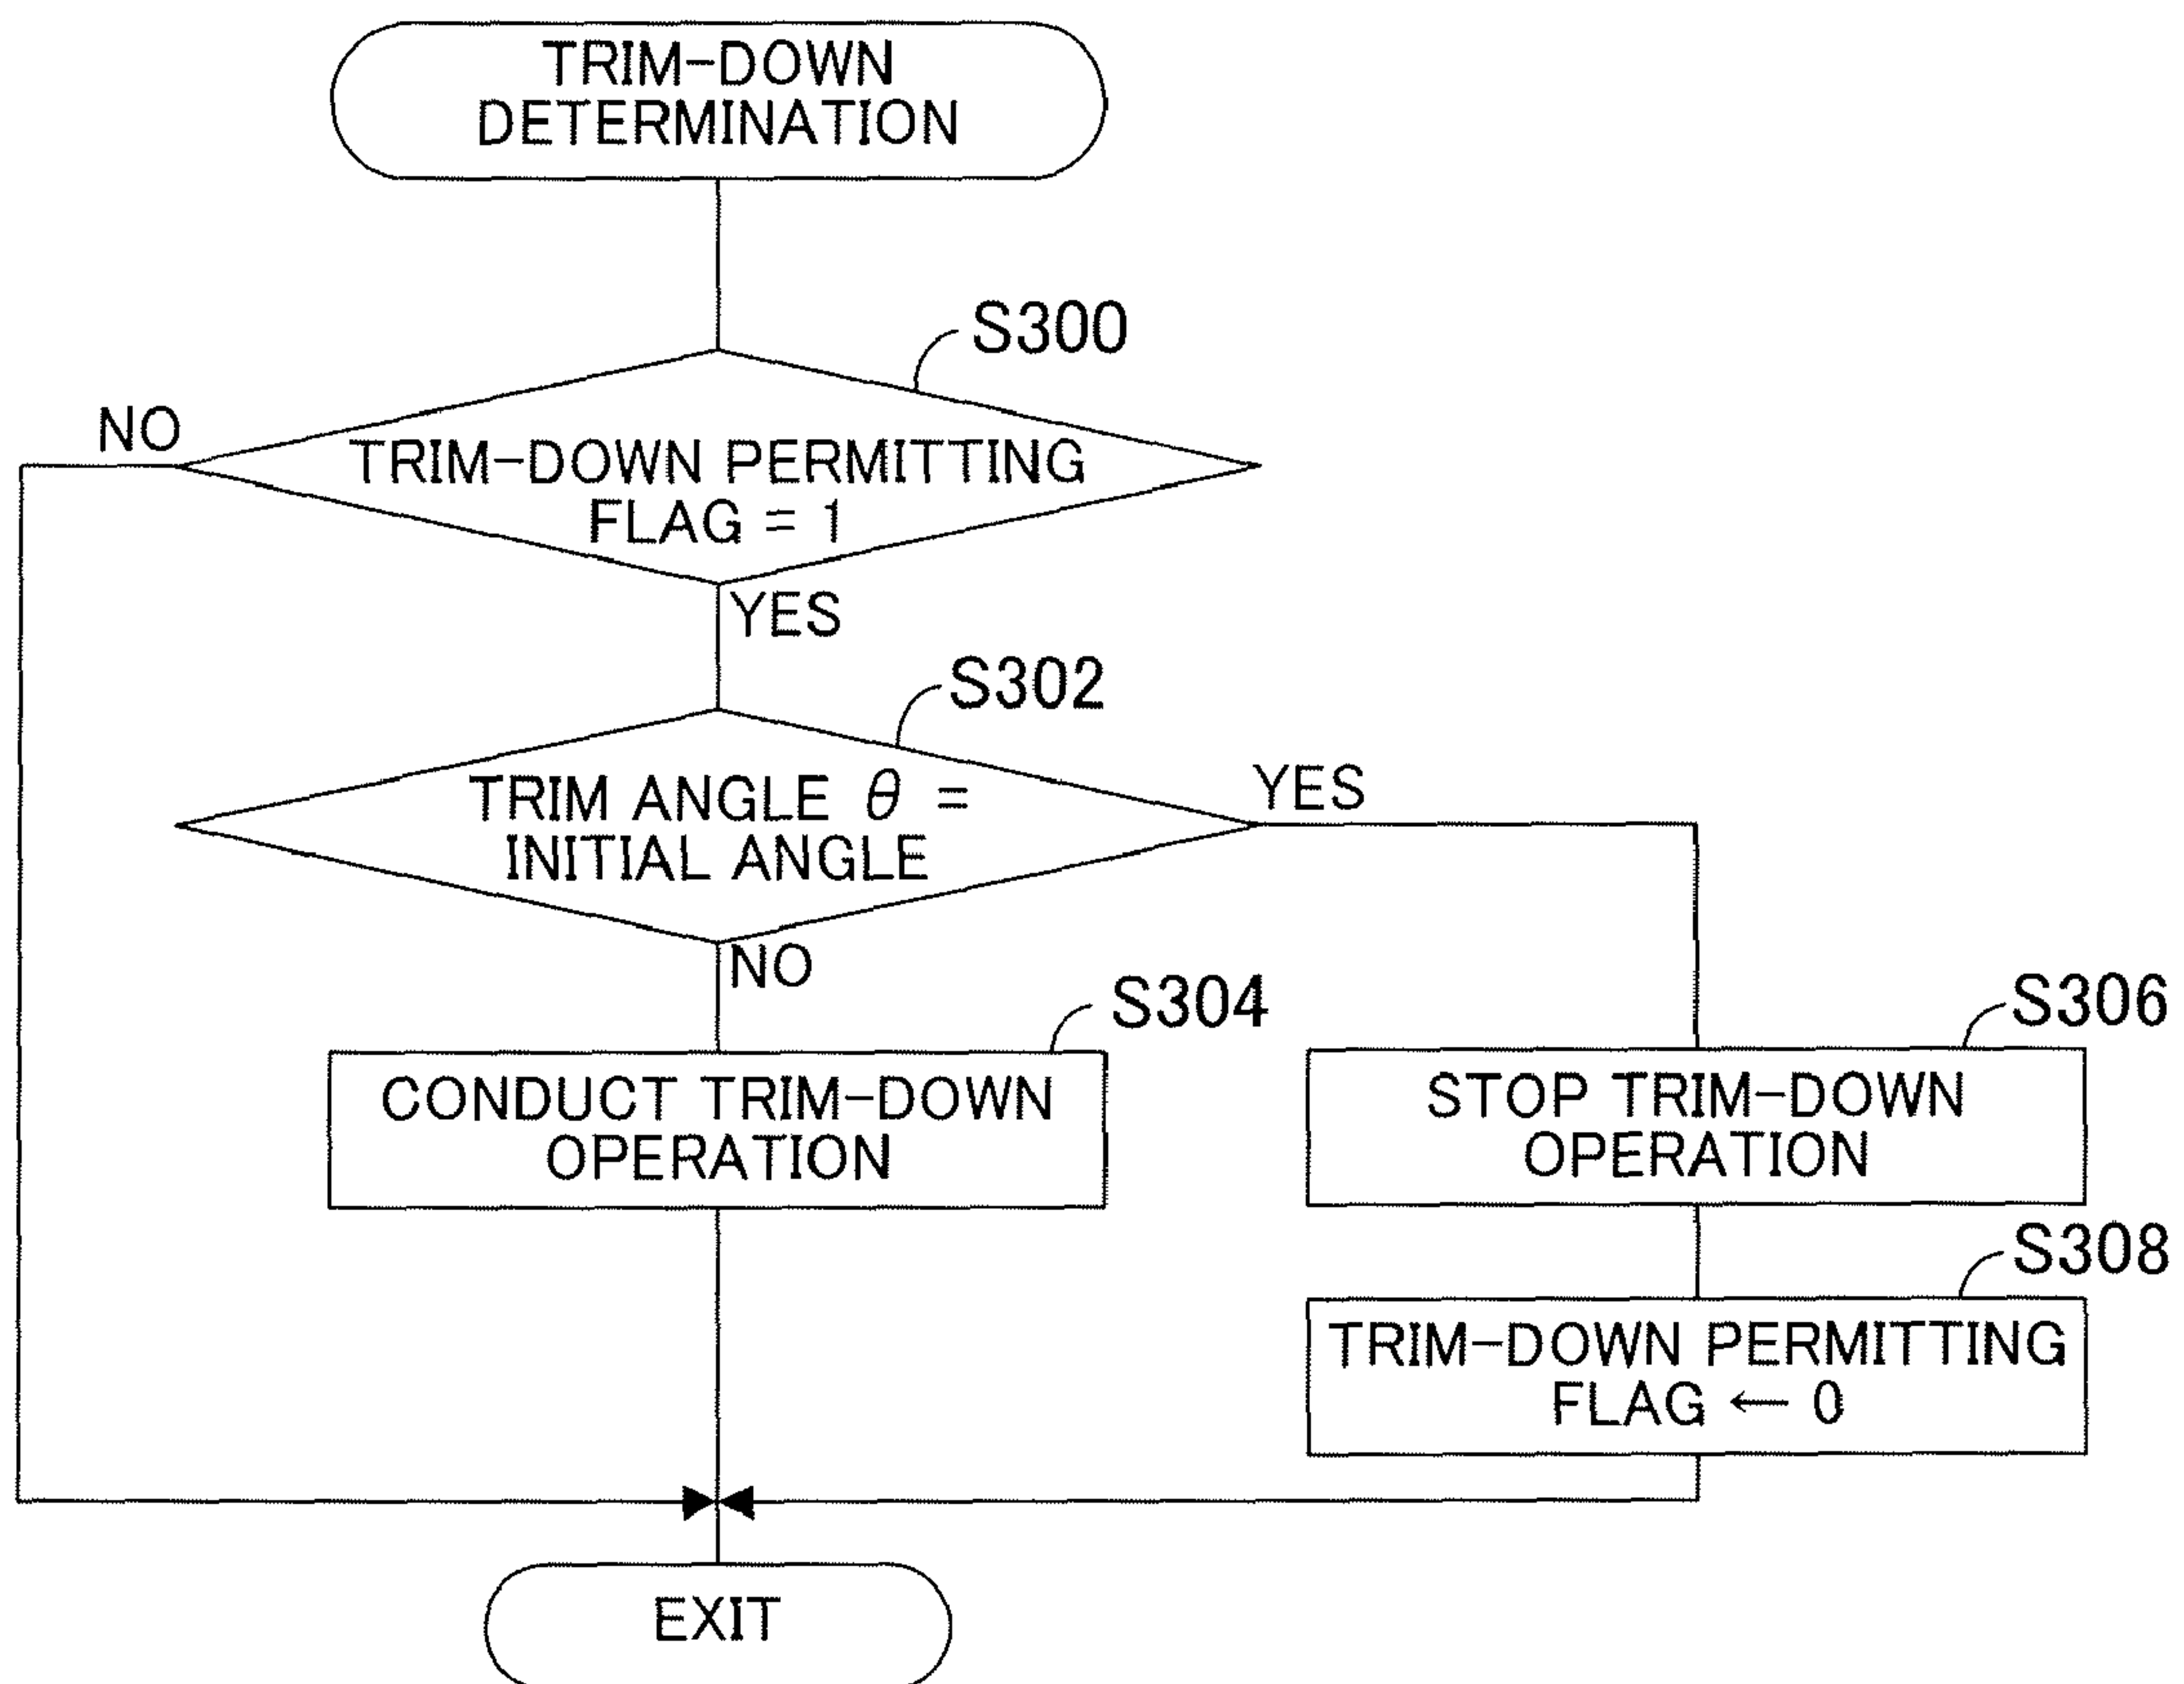 TRIM-DOWN
DETERMINATION
S300
NO
TRIM-DOWN PERMITTING
FLAG = 1
YES
S302
TRIM ANGLE θ =
INITIAL ANGLE
YES
NO
S304
CONDUCT TRIM-DOWN
OPERATION
S306
STOP TRIM-DOWN
OPERATION
S308
TRIM-DOWN PERMITTING
FLAG ← 0
EXIT